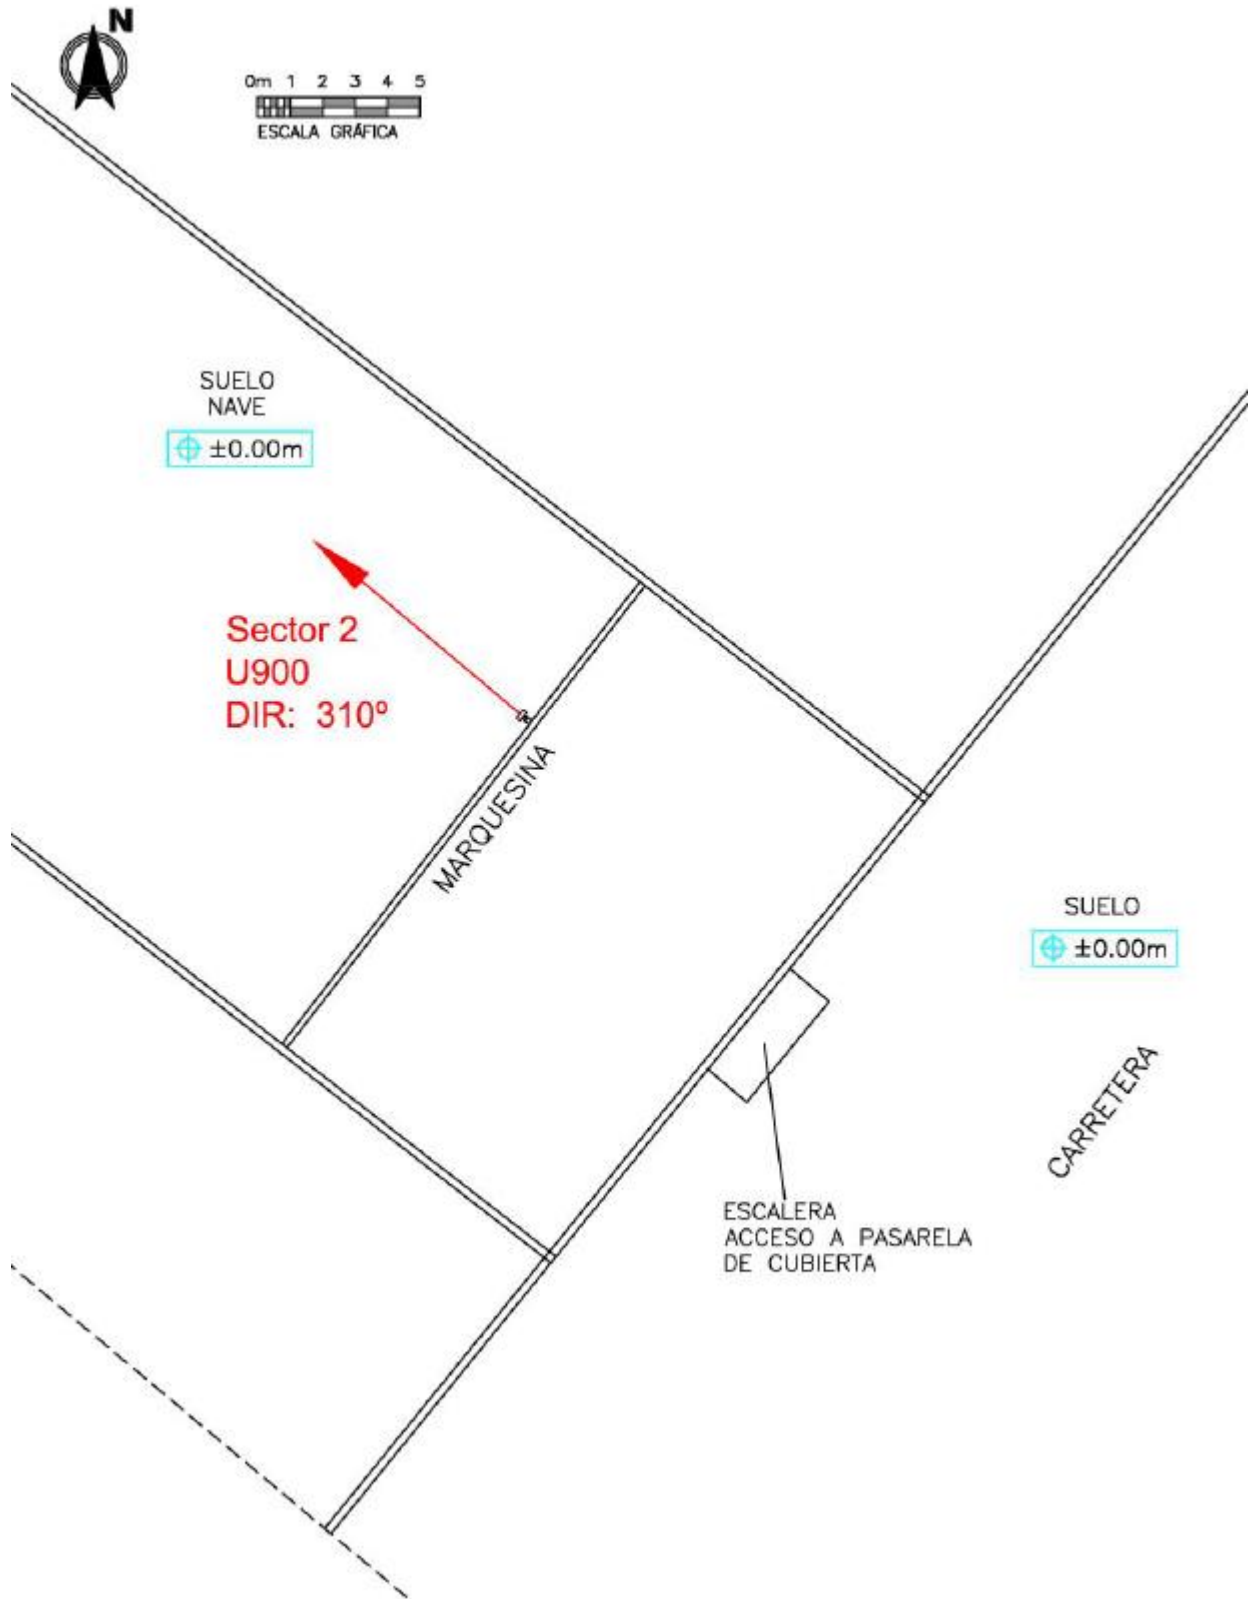 N
0m 1 2 3 4 5
ESCALA GRÁFICA
SUELO
NAVE
±0.00m
Sector 2
U900
DIR: 310º
MARQUESINA
SUELO
±0.00m
CARRETERA
ESCALERA
ACCESO A PASARELA
DE CUBIERTA